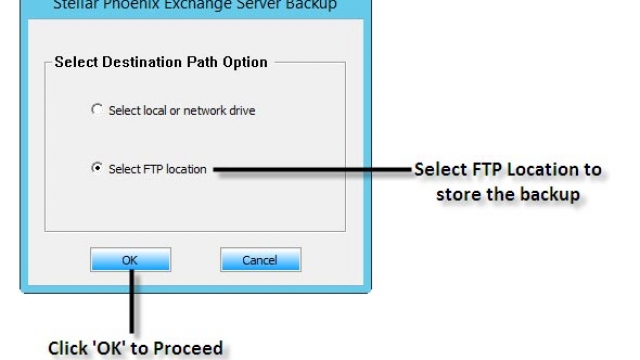 Stellar Phoenix Exchange Server Backup
Select Destination Path Option
Select local or network drive
Select FTP location
Select FTP Location to
store the backup
OK
Cancel
Click 'OK' to Proceed